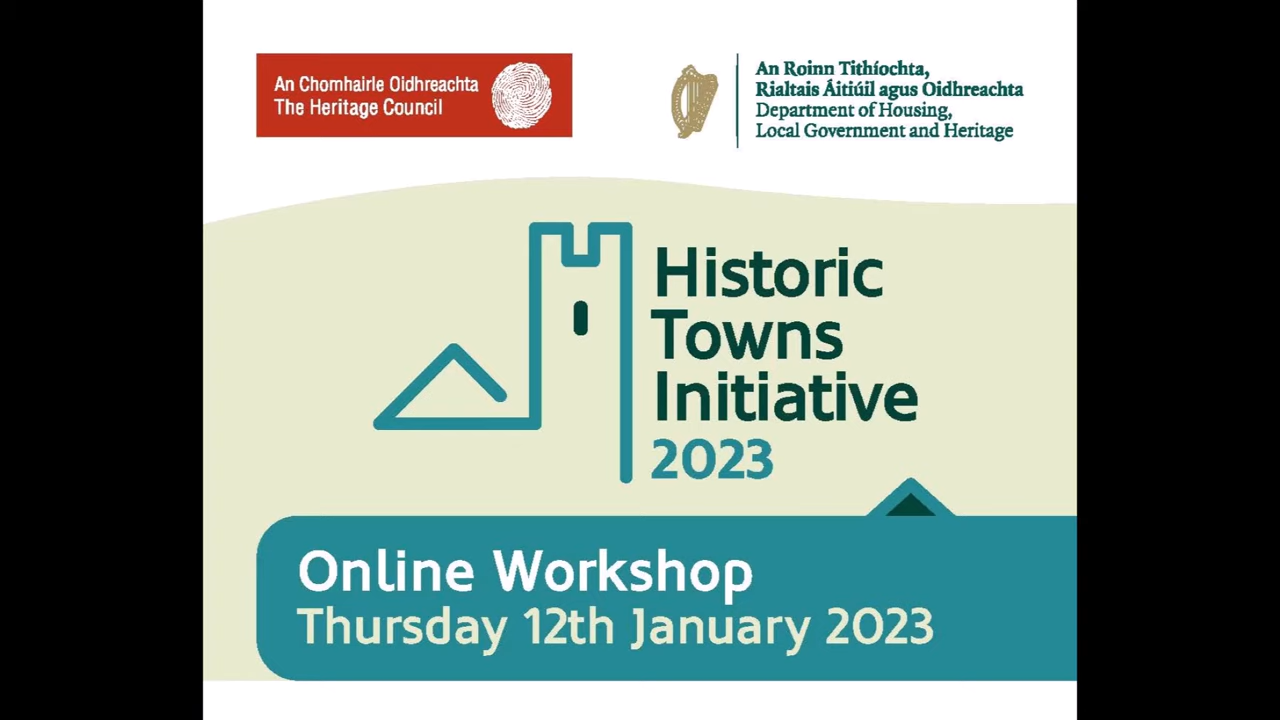 An Chomhairle Oidhreachta
The Heritage Council
An Roinn Tithíochta,
Rialtais Áitiúil agus Oidhreachta
Department of Housing,
Local Government and Heritage
Historic
Towns
Initiative
2023
Online Workshop
Thursday 12th January 2023